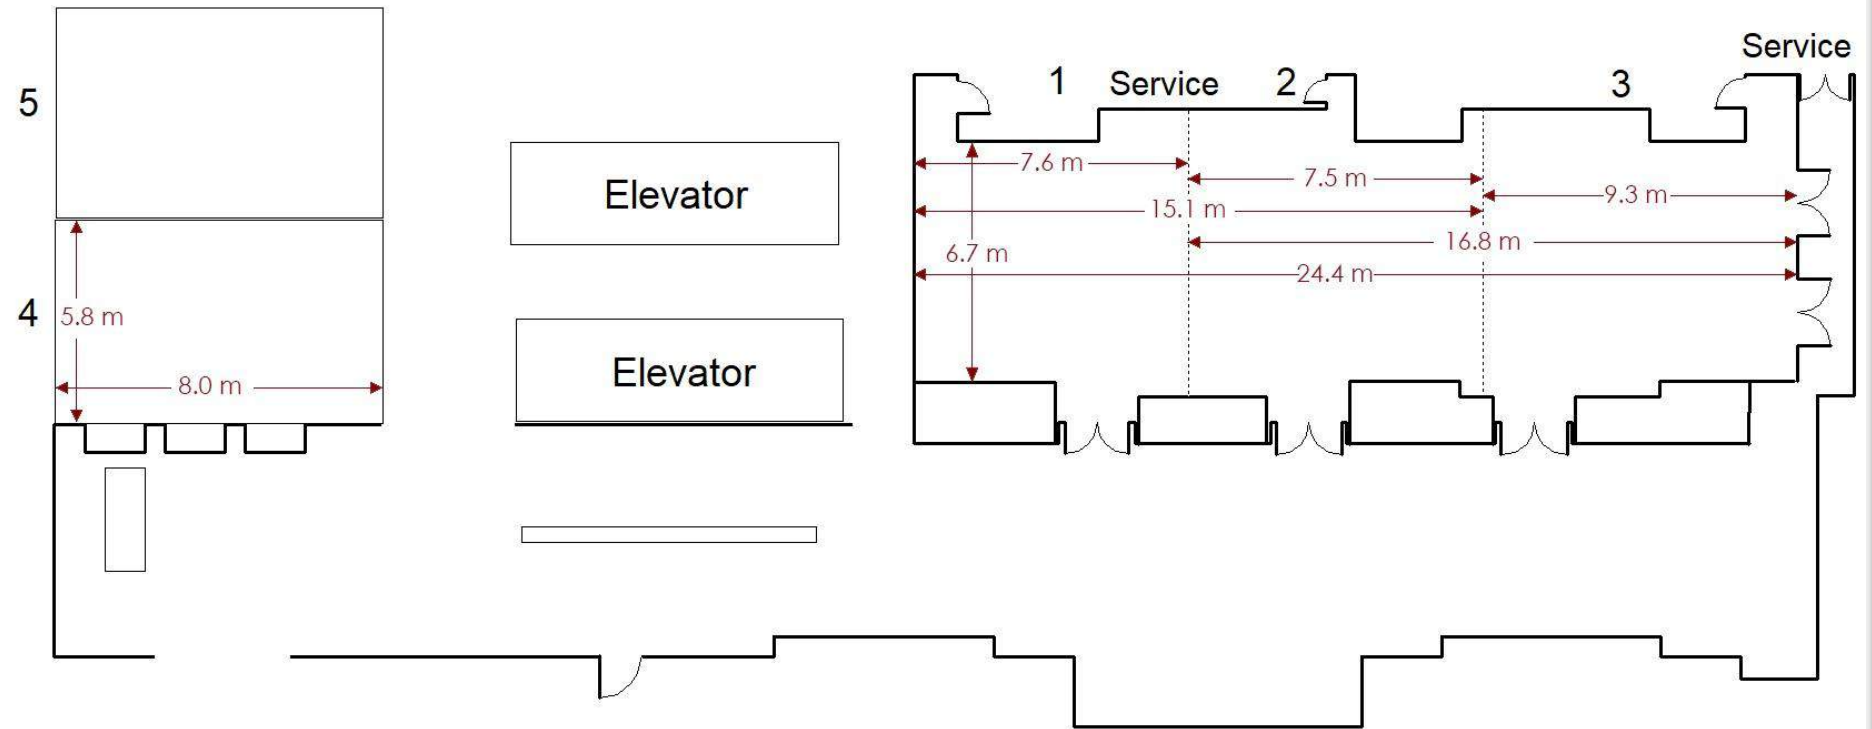 Service
1 Service 2 3
5
7.6 m
7.5 m
9.3 m
Elevator
15.1 m
16.8 m
6.7 m
24.4 m
4
5.8 m
Elevator
8.0 m